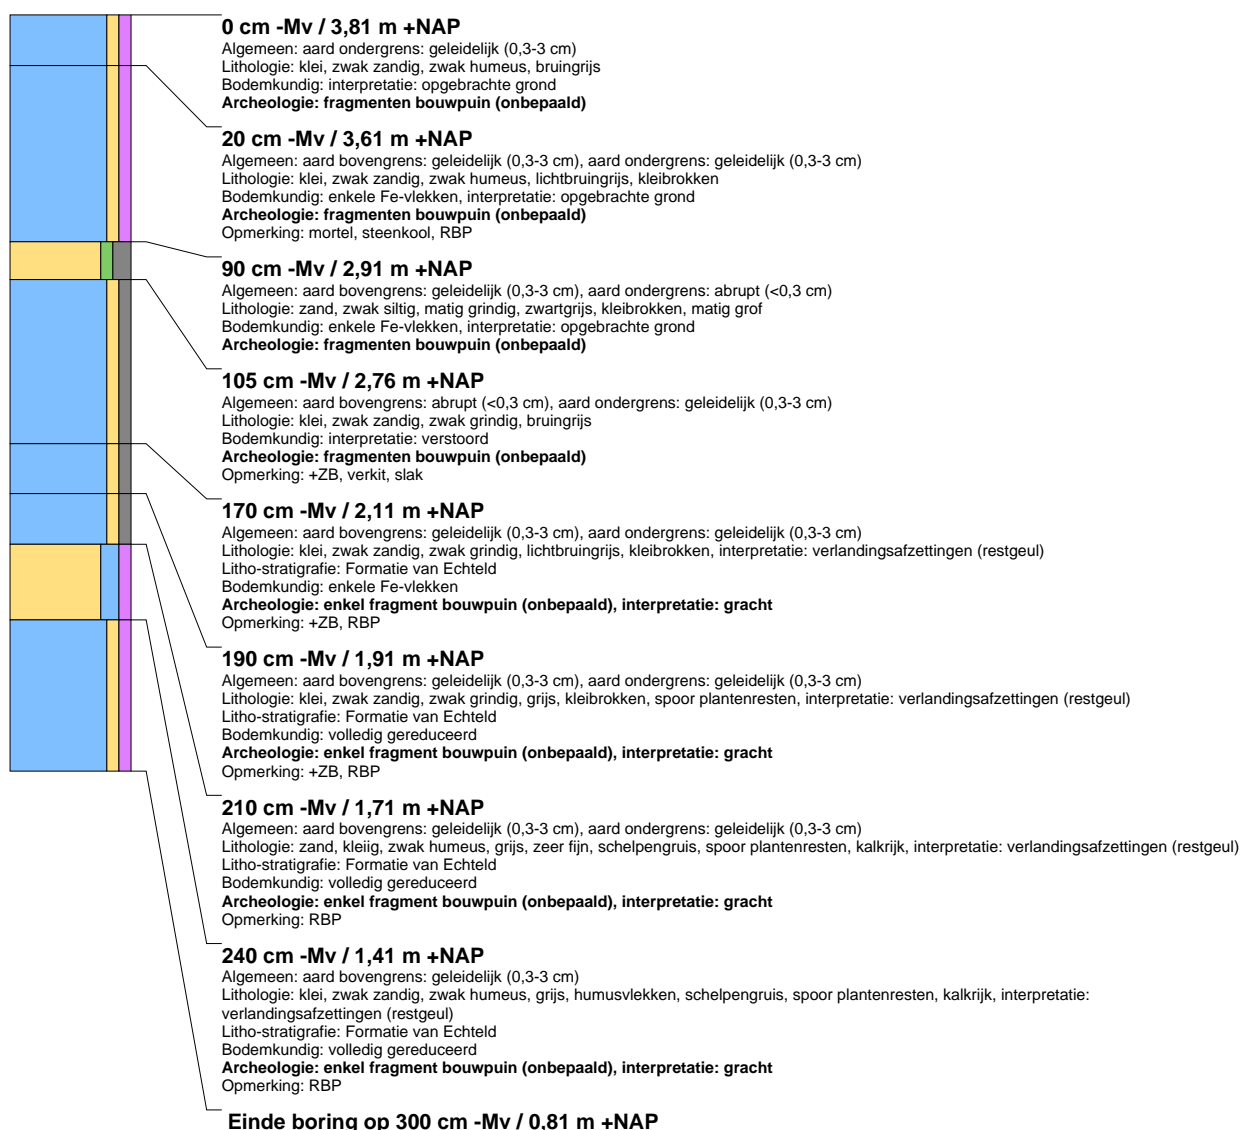 0 cm -Mv / 3,81 m +NAP
Algemeen: aard ondergrens: geleidelijk (0,3-3 cm)
Lithologie: klei, zwak zandig, zwak humeus, bruingrijs
Bodemkundig: interpretatie: opgebrachte grond
Archeologie: fragmenten bouwpuin (onbepaald)
20 cm -Mv / 3,61 m +NAP
Algemeen: aard bovengrens: geleidelijk (0,3-3 cm), aard ondergrens: geleidelijk (0,3-3 cm)
Lithologie: klei, zwak zandig, zwak humeus, lichtbruingrijs, kleibrokken
Bodemkundig: enkele Fe-vlekken, interpretatie: opgebrachte grond
Archeologie: fragmenten bouwpuin (onbepaald)
Opmerking: mortel, steenkool, RBP
90 cm -Mv / 2,91 m +NAP
Algemeen: aard bovengrens: geleidelijk (0,3-3 cm), aard ondergrens: abrupt (<0,3 cm)
Lithologie: zand, zwak siltig, matig grindig, zwartgrijs, kleibrokken, matig grof
Bodemkundig: enkele Fe-vlekken, interpretatie: opgebrachte grond
Archeologie: fragmenten bouwpuin (onbepaald)
105 cm -Mv / 2,76 m +NAP
Algemeen: aard bovengrens: abrupt (<0,3 cm), aard ondergrens: geleidelijk (0,3-3 cm)
Lithologie: klei, zwak zandig, zwak grindig, bruingrijs
Bodemkundig: interpretatie: verstoord
Archeologie: fragmenten bouwpuin (onbepaald)
Opmerking: +ZB, verkit, slak
170 cm -Mv / 2,11 m +NAP
Algemeen: aard bovengrens: geleidelijk (0,3-3 cm), aard ondergrens: geleidelijk (0,3-3 cm)
Lithologie: klei, zwak zandig, zwak grindig, lichtbruingrijs, kleibrokken, interpretatie: verlandingsafzettingen (restgeul)
Litho-stratigrafie: Formatie van Echteld
Bodemkundig: enkele Fe-vlekken
Archeologie: enkel fragment bouwpuin (onbepaald), interpretatie: gracht
Opmerking: +ZB, RBP
190 cm -Mv / 1,91 m +NAP
Algemeen: aard bovengrens: geleidelijk (0,3-3 cm), aard ondergrens: geleidelijk (0,3-3 cm)
Lithologie: klei, zwak zandig, zwak grindig, grijs, kleibrokken, spoor plantenresten, interpretatie: verlandingsafzettingen (restgeul)
Litho-stratigrafie: Formatie van Echteld
Bodemkundig: volledig gereduceerd
Archeologie: enkel fragment bouwpuin (onbepaald), interpretatie: gracht
Opmerking: +ZB, RBP
210 cm -Mv / 1,71 m +NAP
Algemeen: aard bovengrens: geleidelijk (0,3-3 cm), aard ondergrens: geleidelijk (0,3-3 cm)
Lithologie: zand, kleiig, zwak humeus, grijs, zeer fijn, schelpengruis, spoor plantenresten, kalkrijk, interpretatie: verlandingsafzettingen (restgeul)
Litho-stratigrafie: Formatie van Echteld
Bodemkundig: volledig gereduceerd
Archeologie: enkel fragment bouwpuin (onbepaald), interpretatie: gracht
Opmerking: RBP
240 cm -Mv / 1,41 m +NAP
Algemeen: aard bovengrens: geleidelijk (0,3-3 cm)
Lithologie: klei, zwak zandig, zwak humeus, grijs, humusvlekken, schelpengruis, spoor plantenresten, kalkrijk, interpretatie:
verlandingsafzettingen (restgeul)
Litho-stratigrafie: Formatie van Echteld
Bodemkundig: volledig gereduceerd
Archeologie: enkel fragment bouwpuin (onbepaald), interpretatie: gracht
Opmerking: RBP
Einde boring op 300 cm -Mv / 0,81 m +NAP